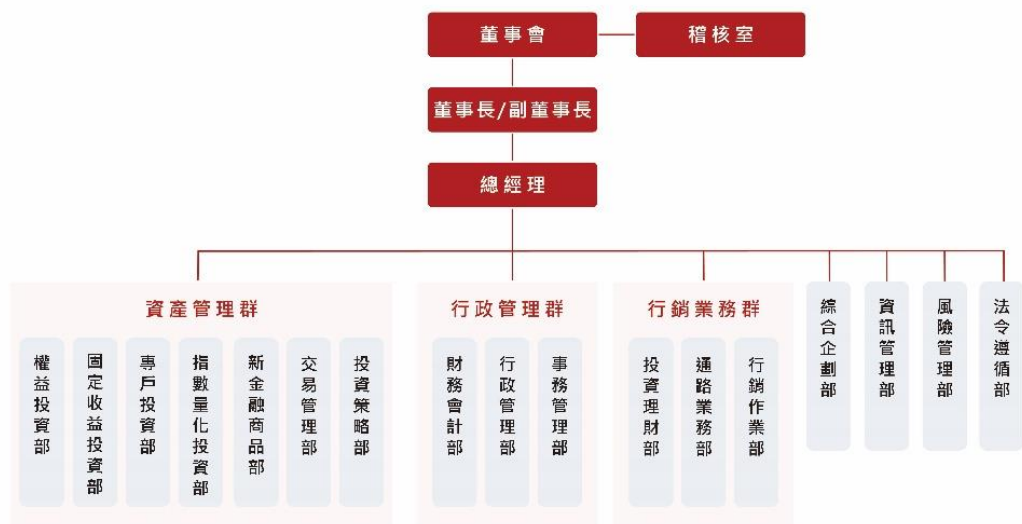 董事會
稽核室
董事長/副董事長
總經理
資產管理群
權益投資部
固定收益投資部
專戶投資部
指數量化投資部
新金融商品部
交易管理部
投資策略部
行政管理群
財務會計部
行政管理部
事務管理部
行銷業務群
投資理財部
通路業務部
行銷作業部
綜合企劃部
資訊管理部
風險管理部
法令遵循部